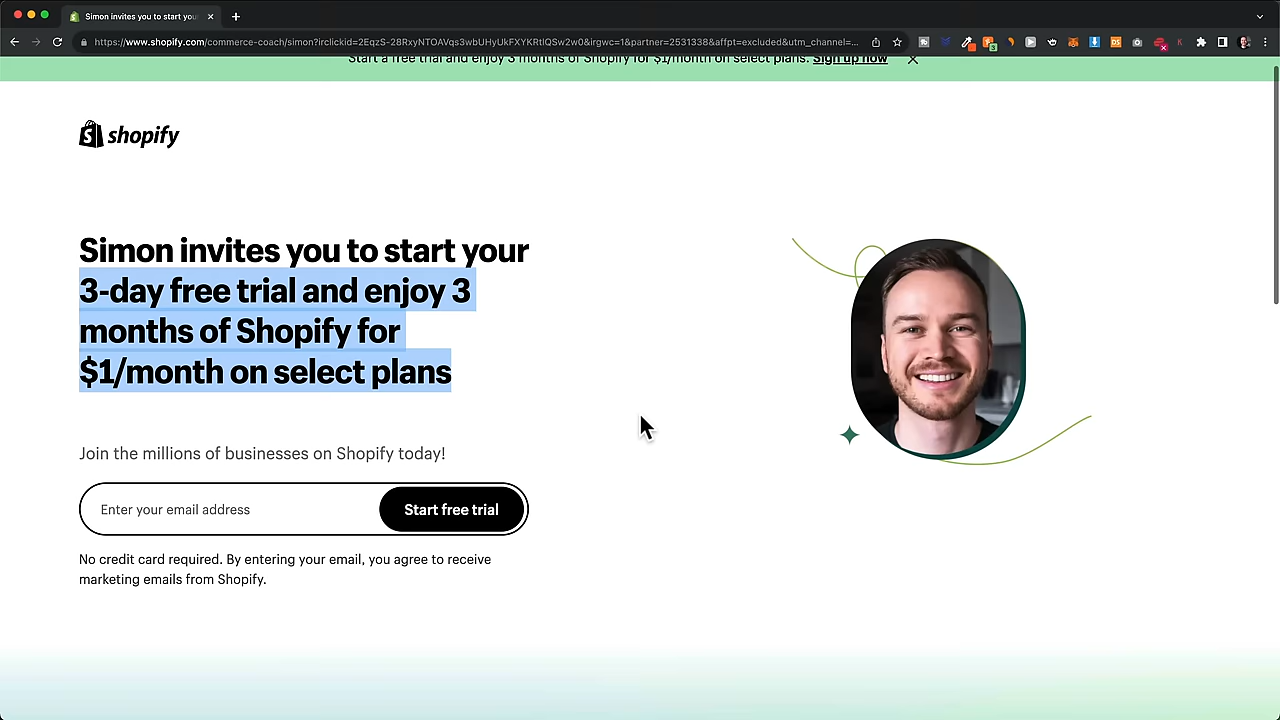 Simon invites you to start you
https://www.shopify.com/commerce-coach/simon?irclickid=2EqzS-28RxyNTOAVqs3wbUHyUkFXYKRtlQSw2w0&irgwc=1&partner=2531338&affpt=excluded&utm_channel=...
Start a free trial and enjoy 3 months of Shopify for $1/month on select plans. Sign up now
shopify
Simon invites you to start your
3-day free trial and enjoy 3
months of Shopify for
$1/month on select plans
Join the millions of businesses on Shopify today!
Enter your email address
Start free trial
No credit card required. By entering your email, you agree to receive
marketing emails from Shopify.